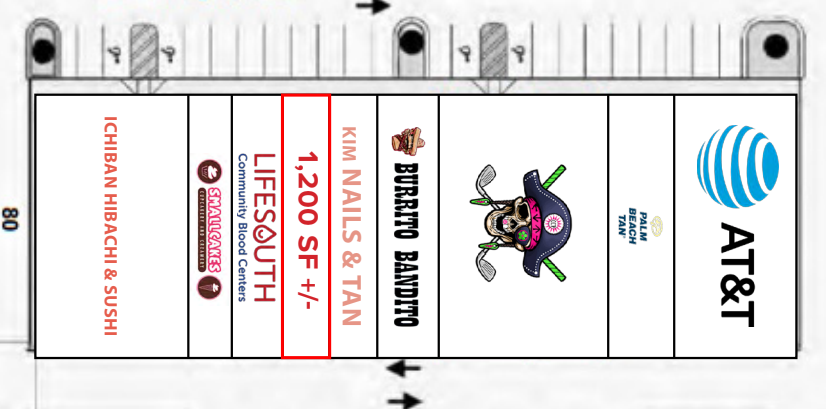 80
ICHIBAN HIBACHI & SUSHI
SMALLCAKES
CUPCAKERY AND CREAMERY
LIFESOUTH
Community Blood Centers
1,200 SF +/-
KIM NAILS & TAN
BURRITO BANDITO
PALM
BEACH
TAN
AT&T